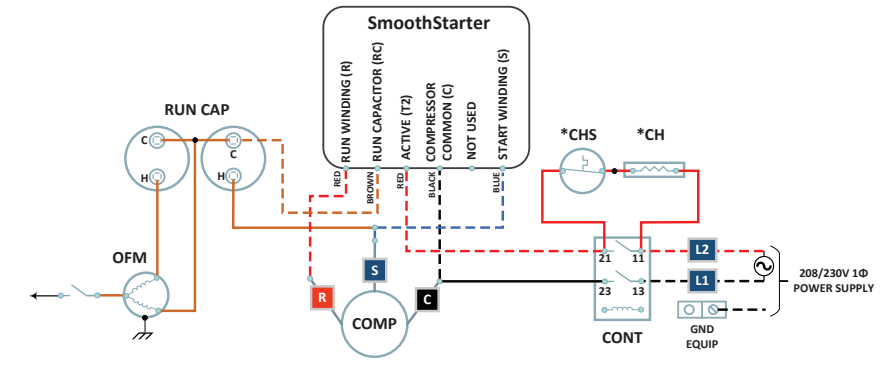 SmoothStarter
RUN WINDING (R)
RUN CAPACITOR (RC)
ACTIVE (T2)
COMPRESSOR
COMMON (C)
NOT USED
START WINDING (S)
RED
BROWN
RED
BLACK
BLUE
RUN CAP
C
H
C
H
OFM
*CHS
*CH
21
11
23
13
L2
L1
208/230V 1Φ
POWER SUPPLY
GND
EQUIP
CONT
S
R
C
COMP